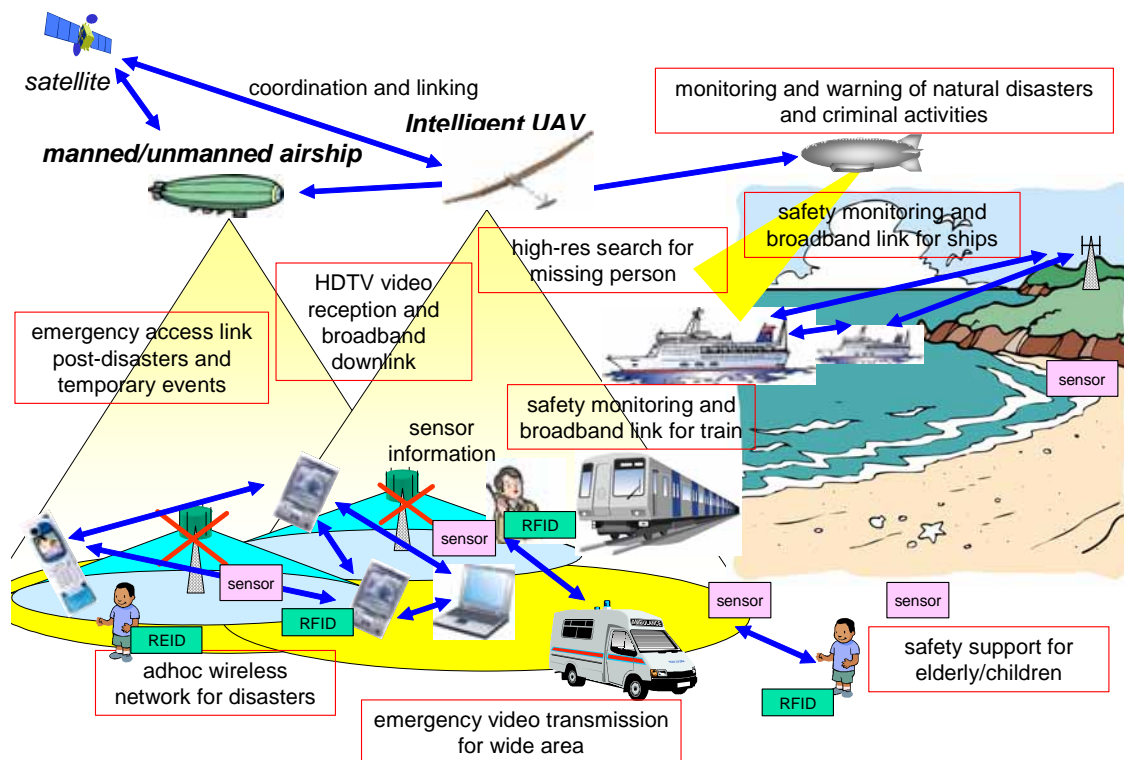 satellite
coordination and linking
Intelligent UAV
manned/unmanned airship
monitoring and warning of natural disasters
and criminal activities
safety monitoring and
broadband link for ships
high-res search for
missing person
HDTV video
reception and
broadband
downlink
emergency access link
post-disasters and
temporary events
sensor
safety monitoring and
broadband link for train
sensor
information
RFID
sensor
sensor
RFID
REID
sensor
sensor
adhoc wireless
network for disasters
AMBULANCE
safety support for
elderly/children
RFID
emergency video transmission
for wide area